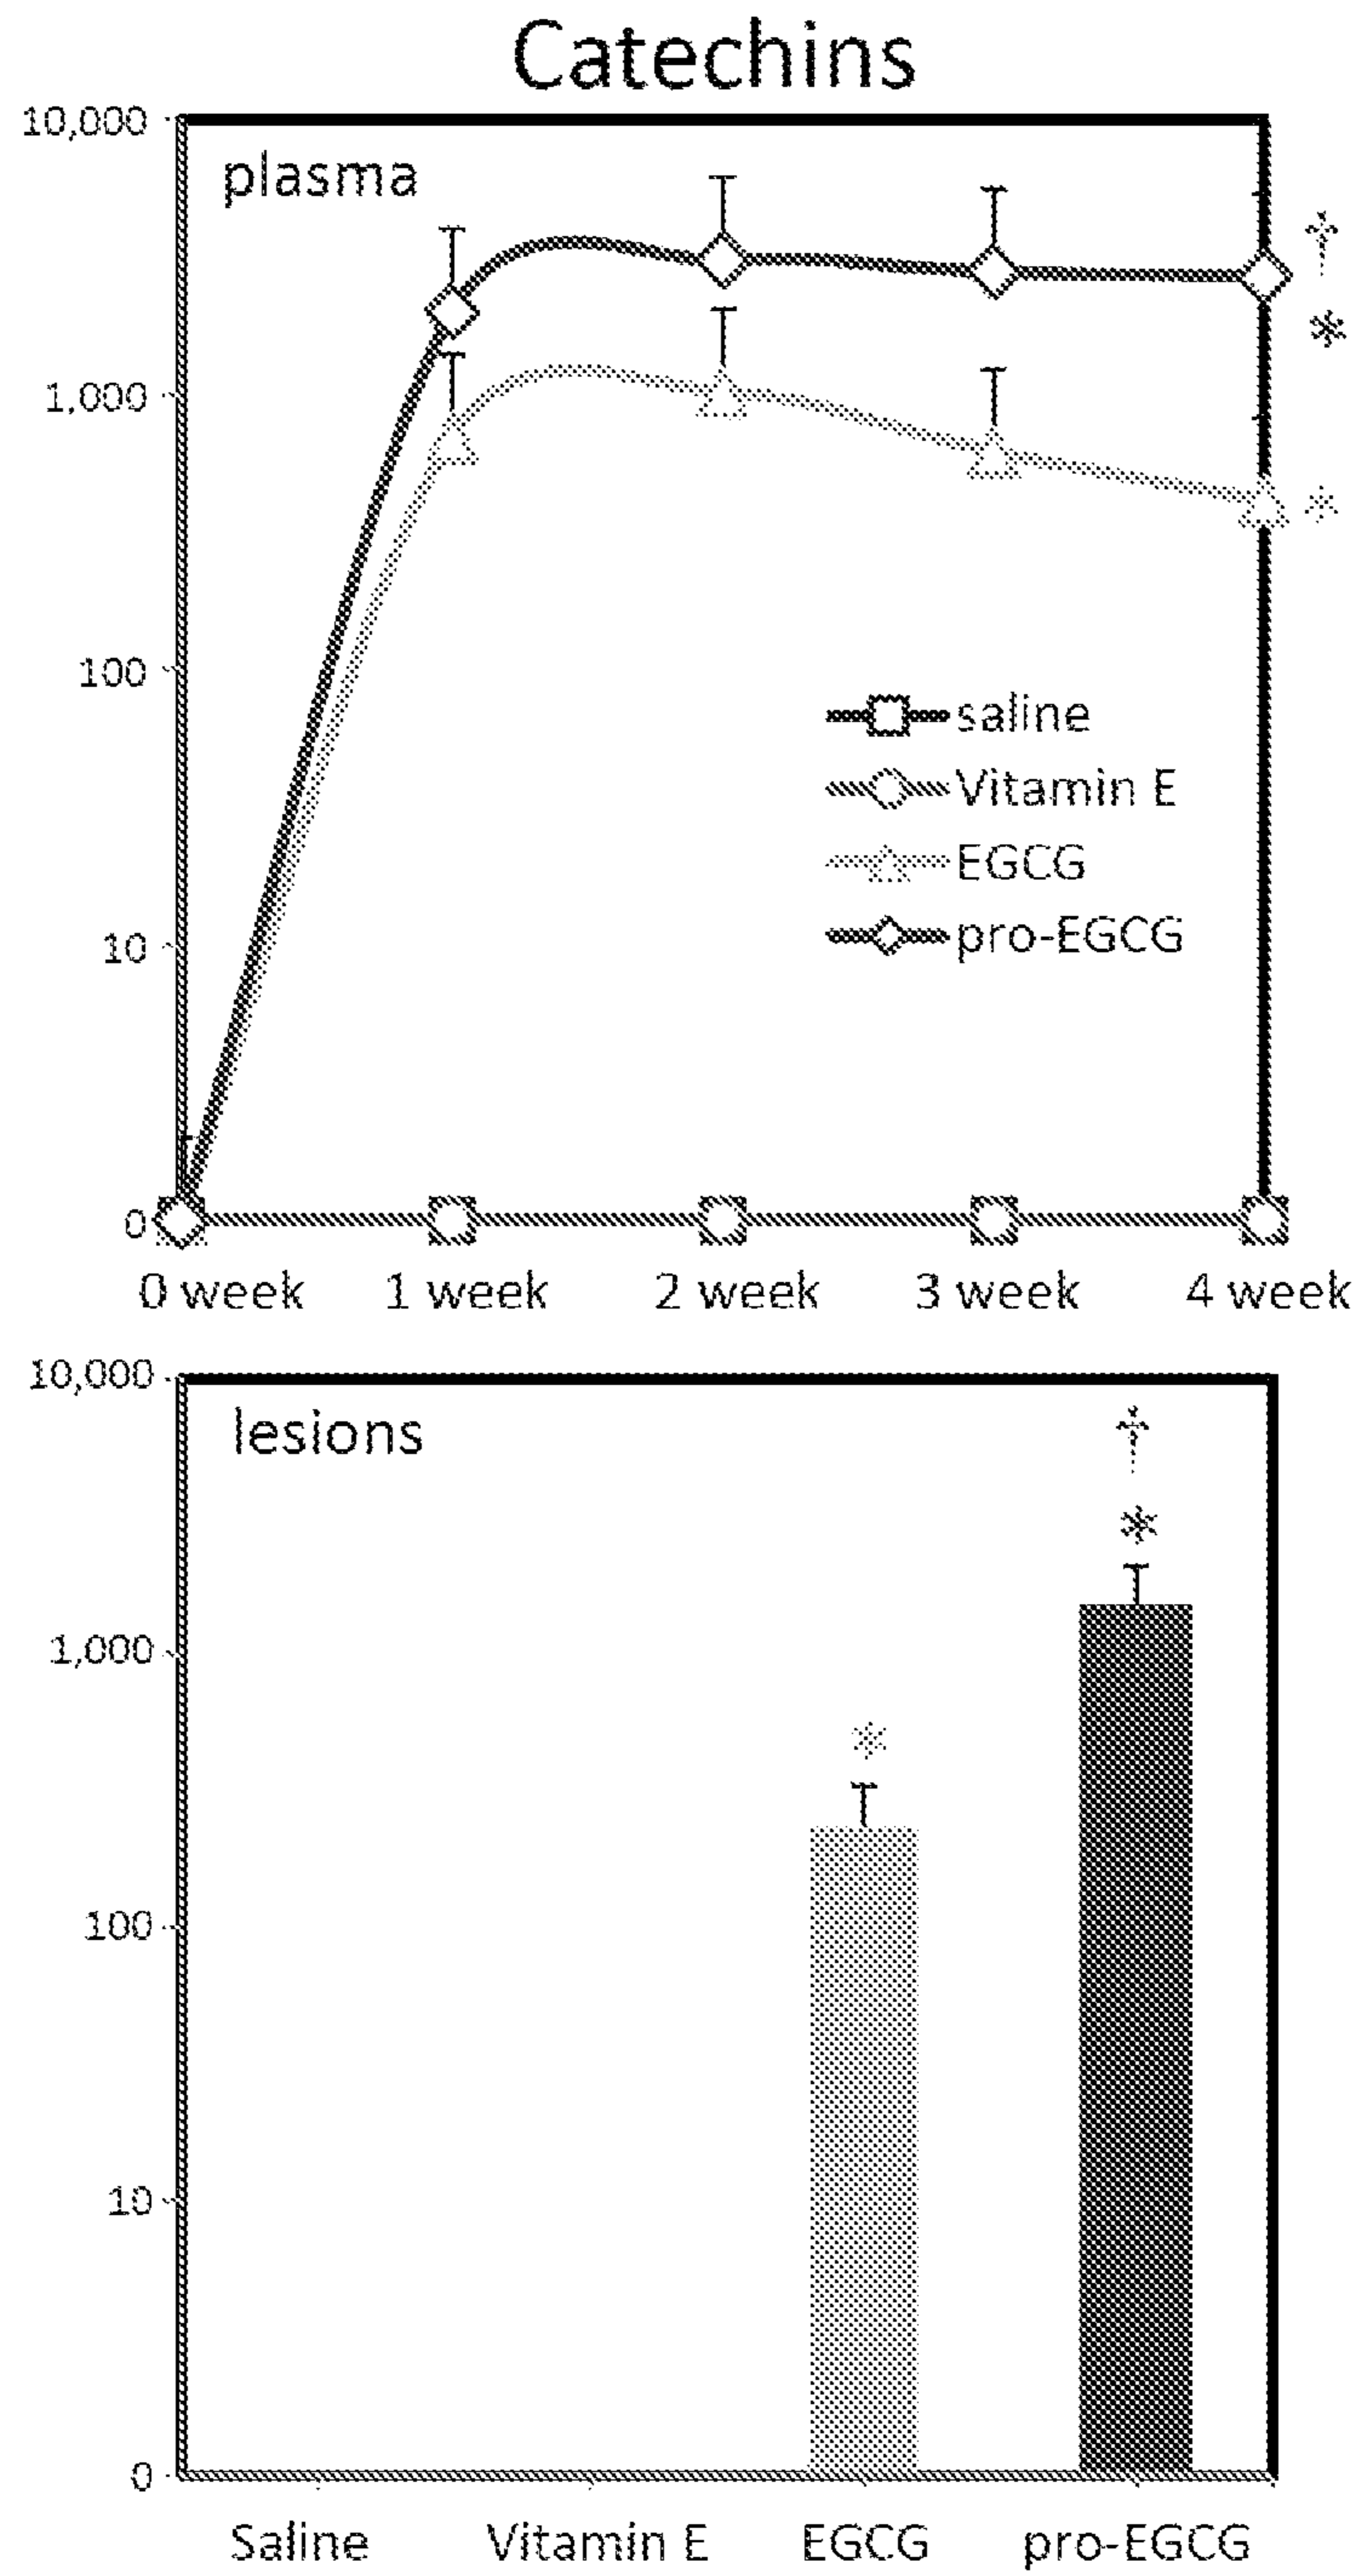 Catechins
10,000
plasma
†
*
1,000
*
100
saline
Vitamin E
EGCG
10
pro-EGCG
0
0 week 1 week 2 week 3 week 4 week
10,000
lesions
†
*
1,000
*
100
10
0
Saline Vitamin E EGCG pro-EGCG